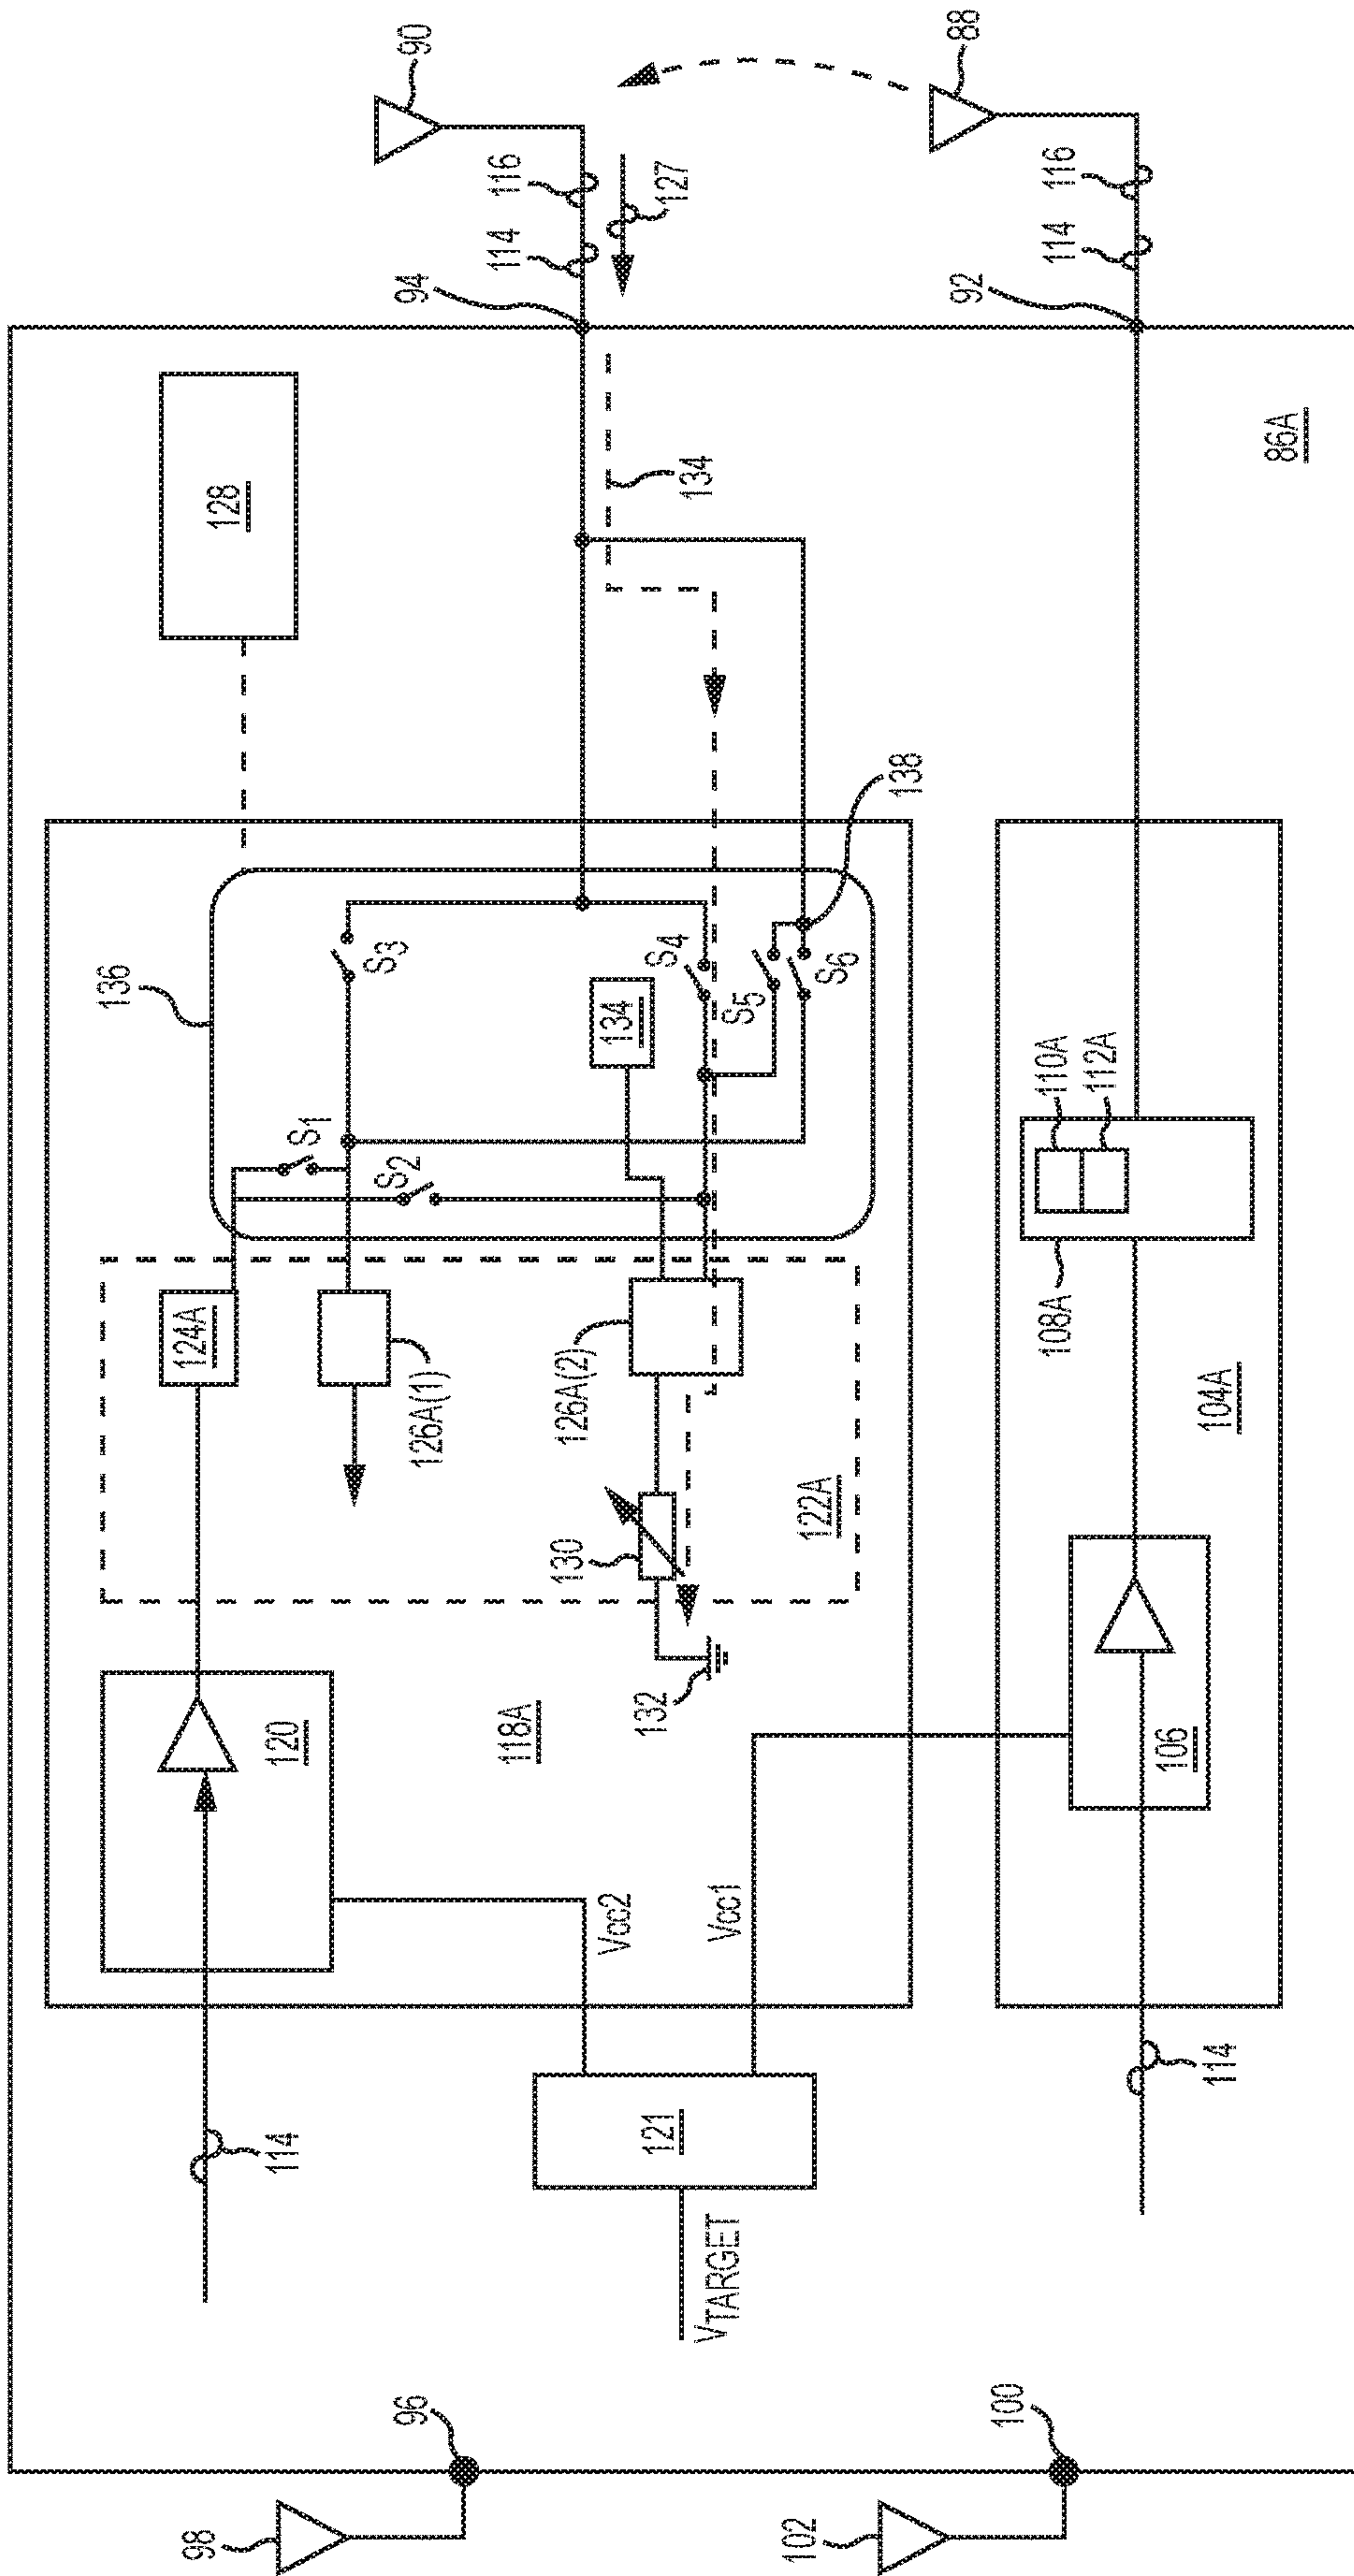 90
88
116
114
127
116
114
94
92
128
134
86A
138
136
S3
S4
S5
S6
134
S1
S2
110A
112A
108A
124A
126A(1)
126A(2)
104A
130
122A
132
120
118A
106
Vcc2
Vcc1
114
121
114
VTARGET
96
100
98
102